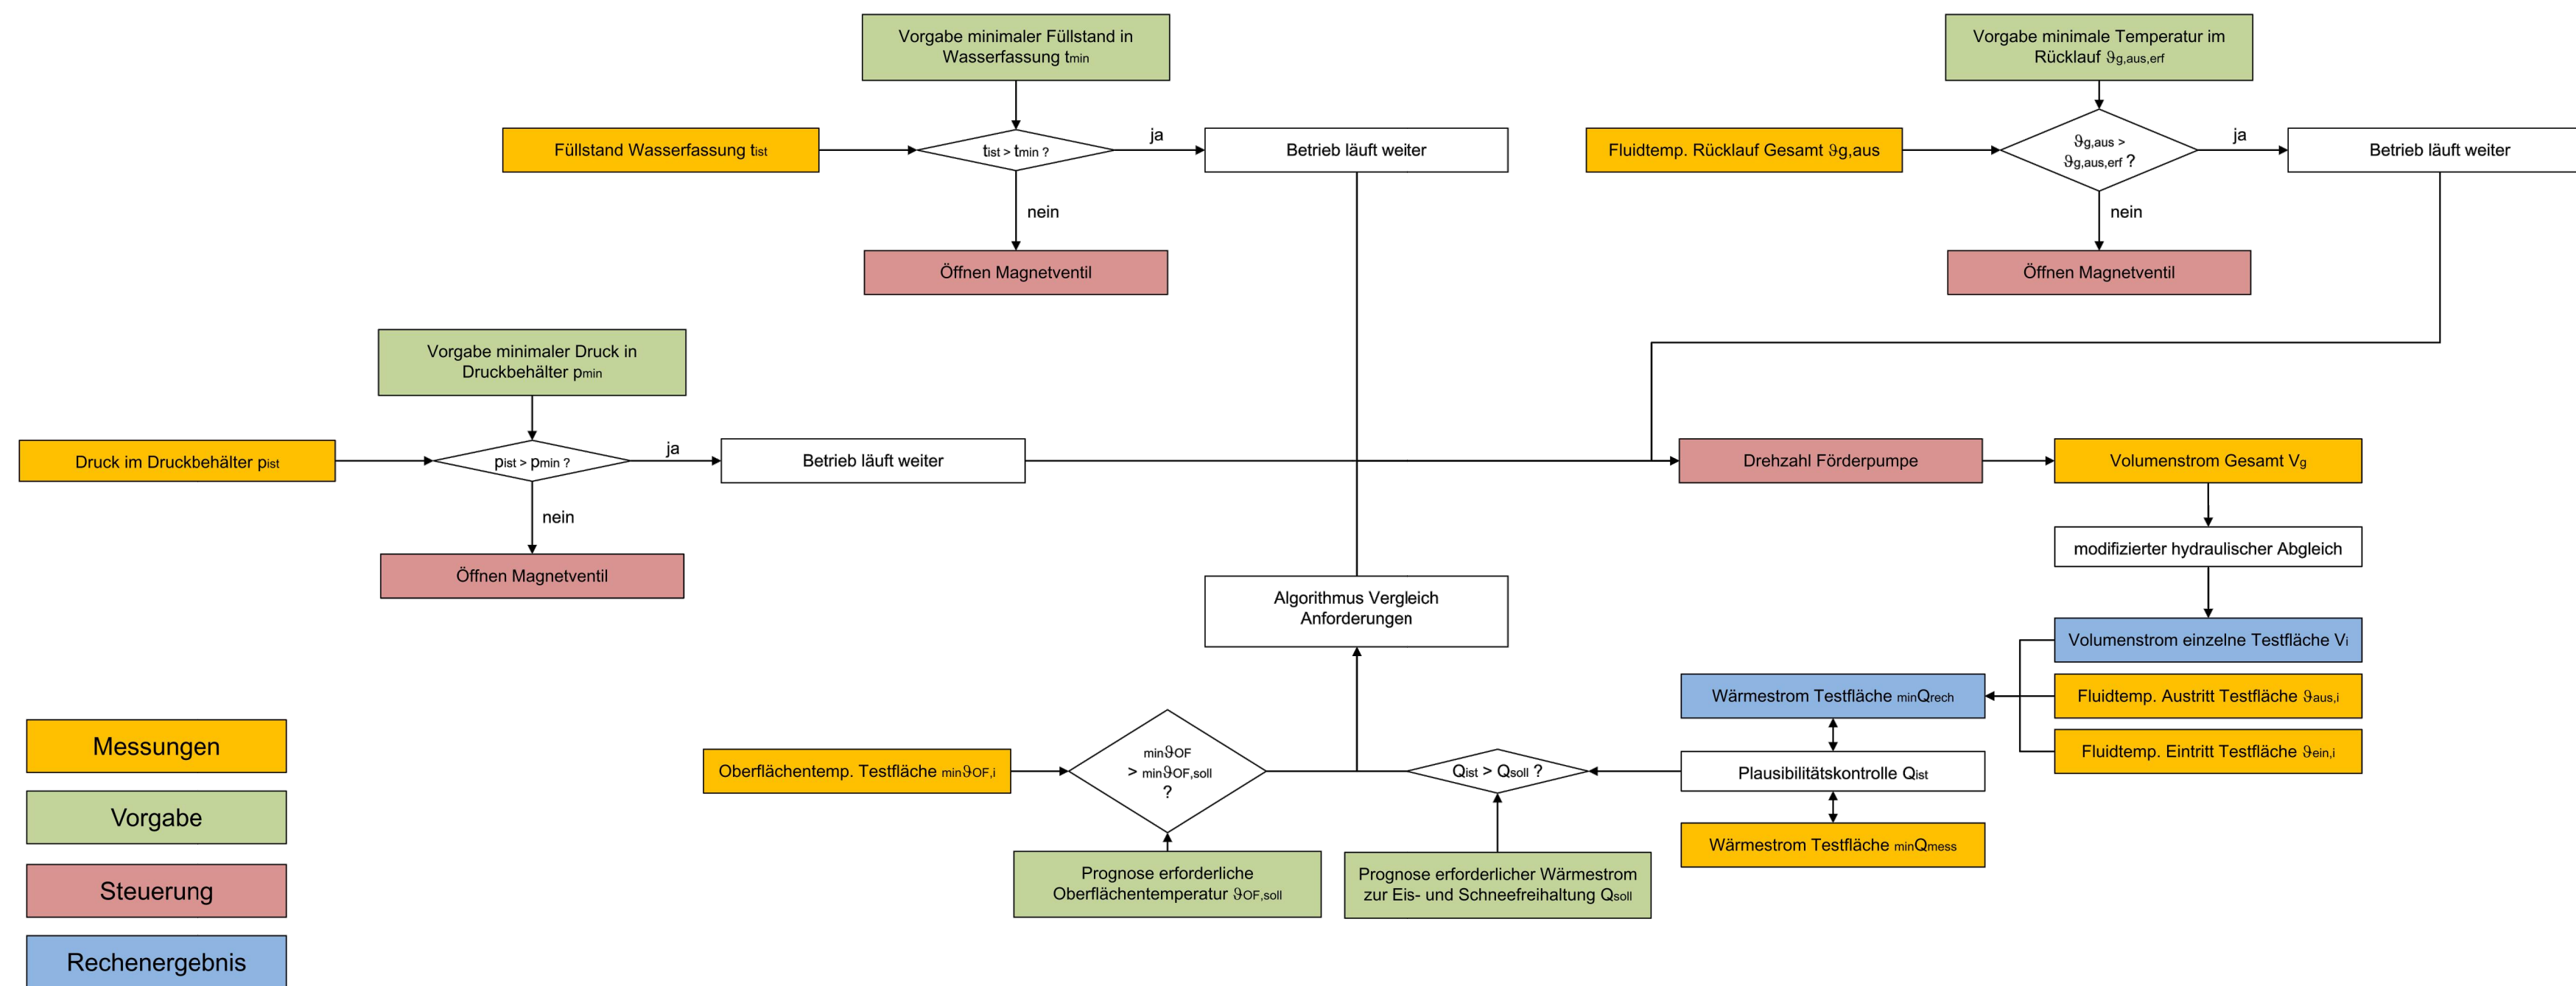 Vorgabe minimaler Füllstand in
Wasserfassung tmin
Vorgabe minimale Temperatur im
Rücklauf ϑg,aus,erf
Füllstand Wasserfassung tist
tist > tmin ?
ja
Betrieb läuft weiter
Fluidtemp. Rücklauf Gesamt ϑg,aus
ϑg,aus >
ϑg,aus,erf ?
ja
Betrieb läuft weiter
nein
nein
Öffnen Magnetventil
Öffnen Magnetventil
Vorgabe minimaler Druck in
Druckbehälter pmin
Druck im Druckbehälter pist
pist > pmin ?
ja
Betrieb läuft weiter
Drehzahl Förderpumpe
Volumenstrom Gesamt Vg
nein
modifizierter hydraulischer Abgleich
Öffnen Magnetventil
Algorithmus Vergleich
Anforderungen
Volumenstrom einzelne Testfläche Vi
Wärmestrom Testfläche minQrech
Fluidtemp. Austritt Testfläche ϑaus,i
Fluidtemp. Eintritt Testfläche ϑein,i
Oberflächentemp. Testfläche minϑOF,i
minϑOF
> minϑOF,soll
?
Qist > Qsoll ?
Plausibilitätskontrolle Qist
Wärmestrom Testfläche minQmess
Prognose erforderliche
Oberflächentemperatur ϑOF,soll
Prognose erforderlicher Wärmestrom
zur Eis- und Schneefreihaltung Qsoll
Messungen
Vorgabe
Steuerung
Rechenergebnis